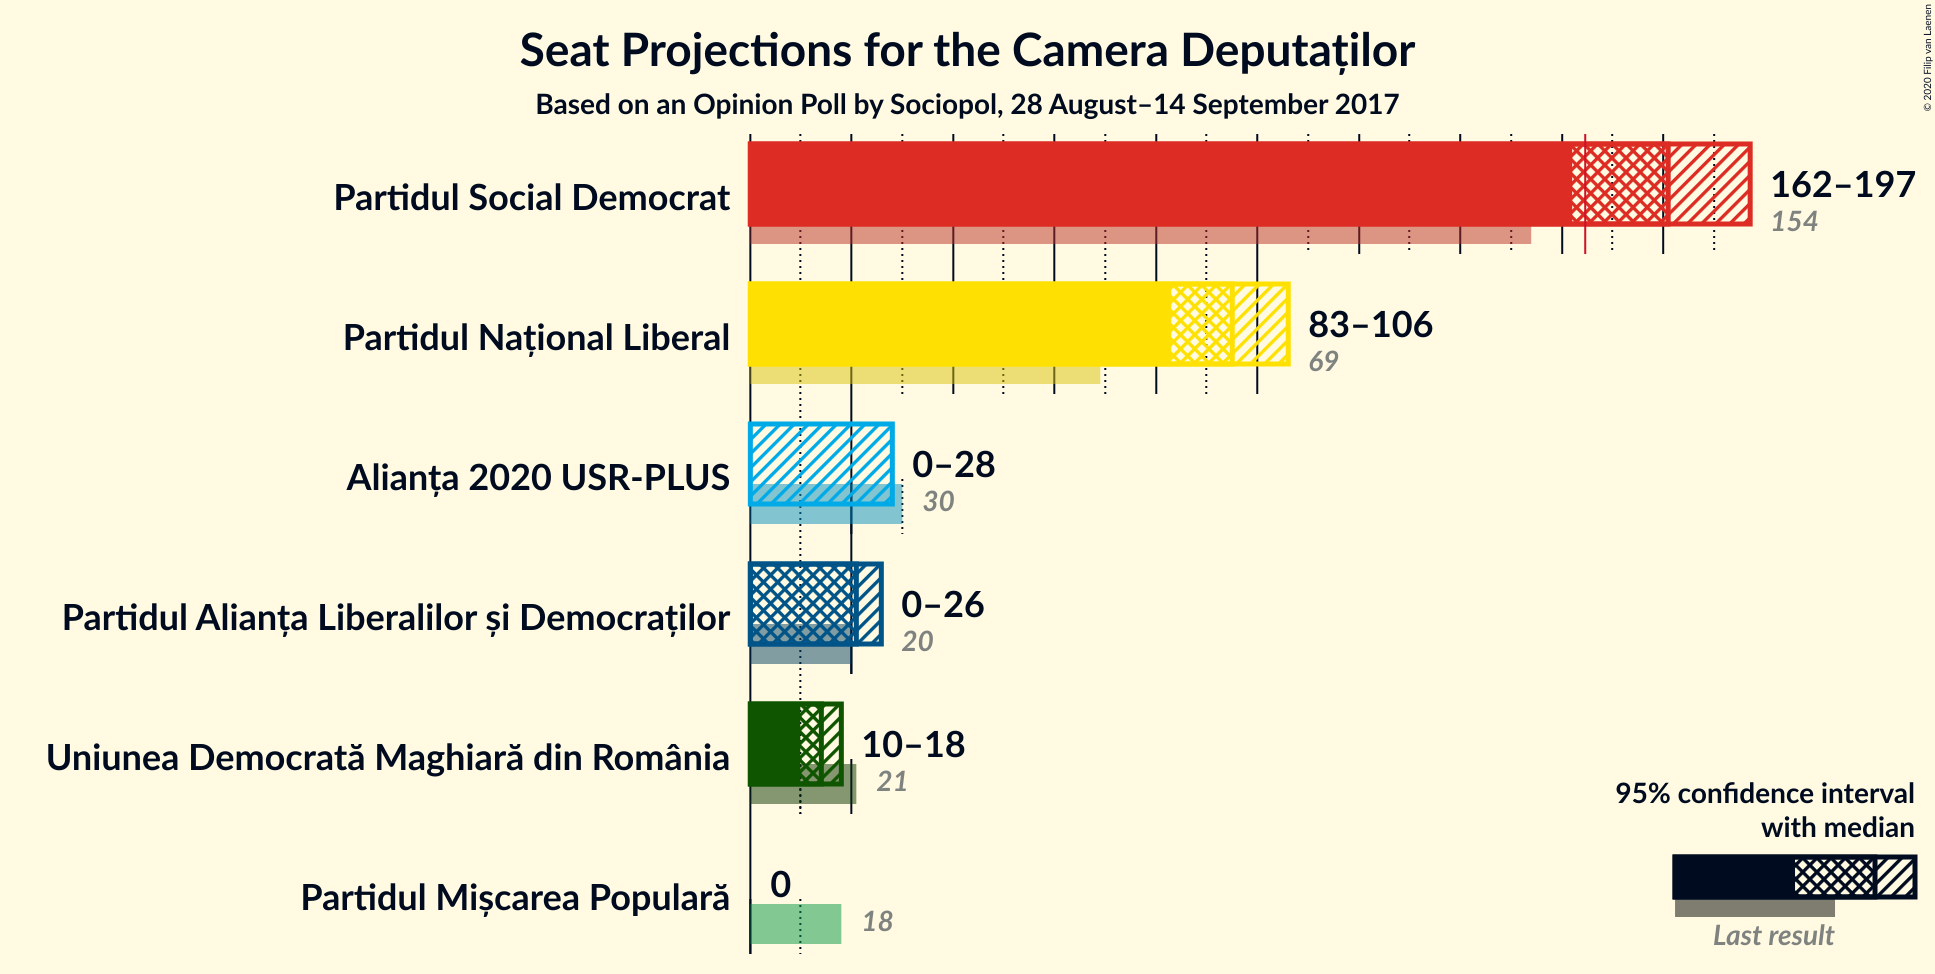 Seat Projections for the Camera Deputaților
Based on an Opinion Poll by Sociopol, 28 August–14 September 2017
© 2020 Filip van Laenen
Partidul Social Democrat
162–197
154
Partidul Național Liberal
83–106
69
Alianța 2020 USR-PLUS
0–28
30
Partidul Alianța Liberalilor și Democraților
0–26
20
Uniunea Democrată Maghiară din România
10–18
21
Partidul Mișcarea Populară
0
18
95% confidence interval
with median
Last result